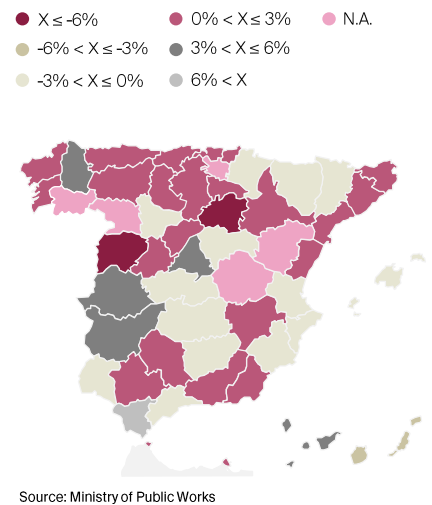 X ≤ -6%
0% < X ≤ 3%
N.A.
-6% < X ≤ -3%
3% < X ≤ 6%
-3% < X ≤ 0%
6% < X
Source: Ministry of Public Works